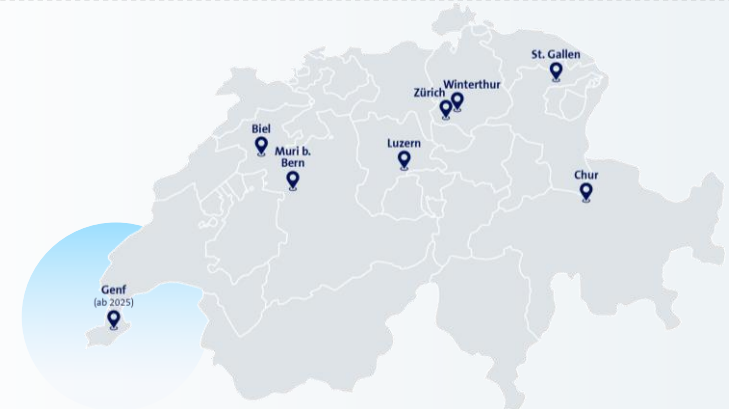 St. Gallen
Winterthur
Zürich
Biel
Luzern
Muri b.
Bern
Chur
Genf
(ab 2025)